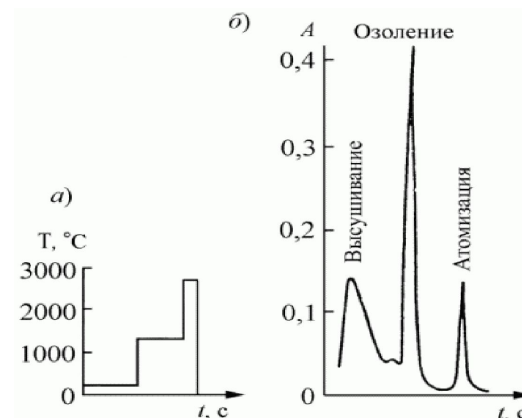 а)
T, °C
3000
2000
1000
0
t, с
б)
A
Озоление
0,4
0,3
0,2
0,1
0
Высушивание
Атомизация
t, с